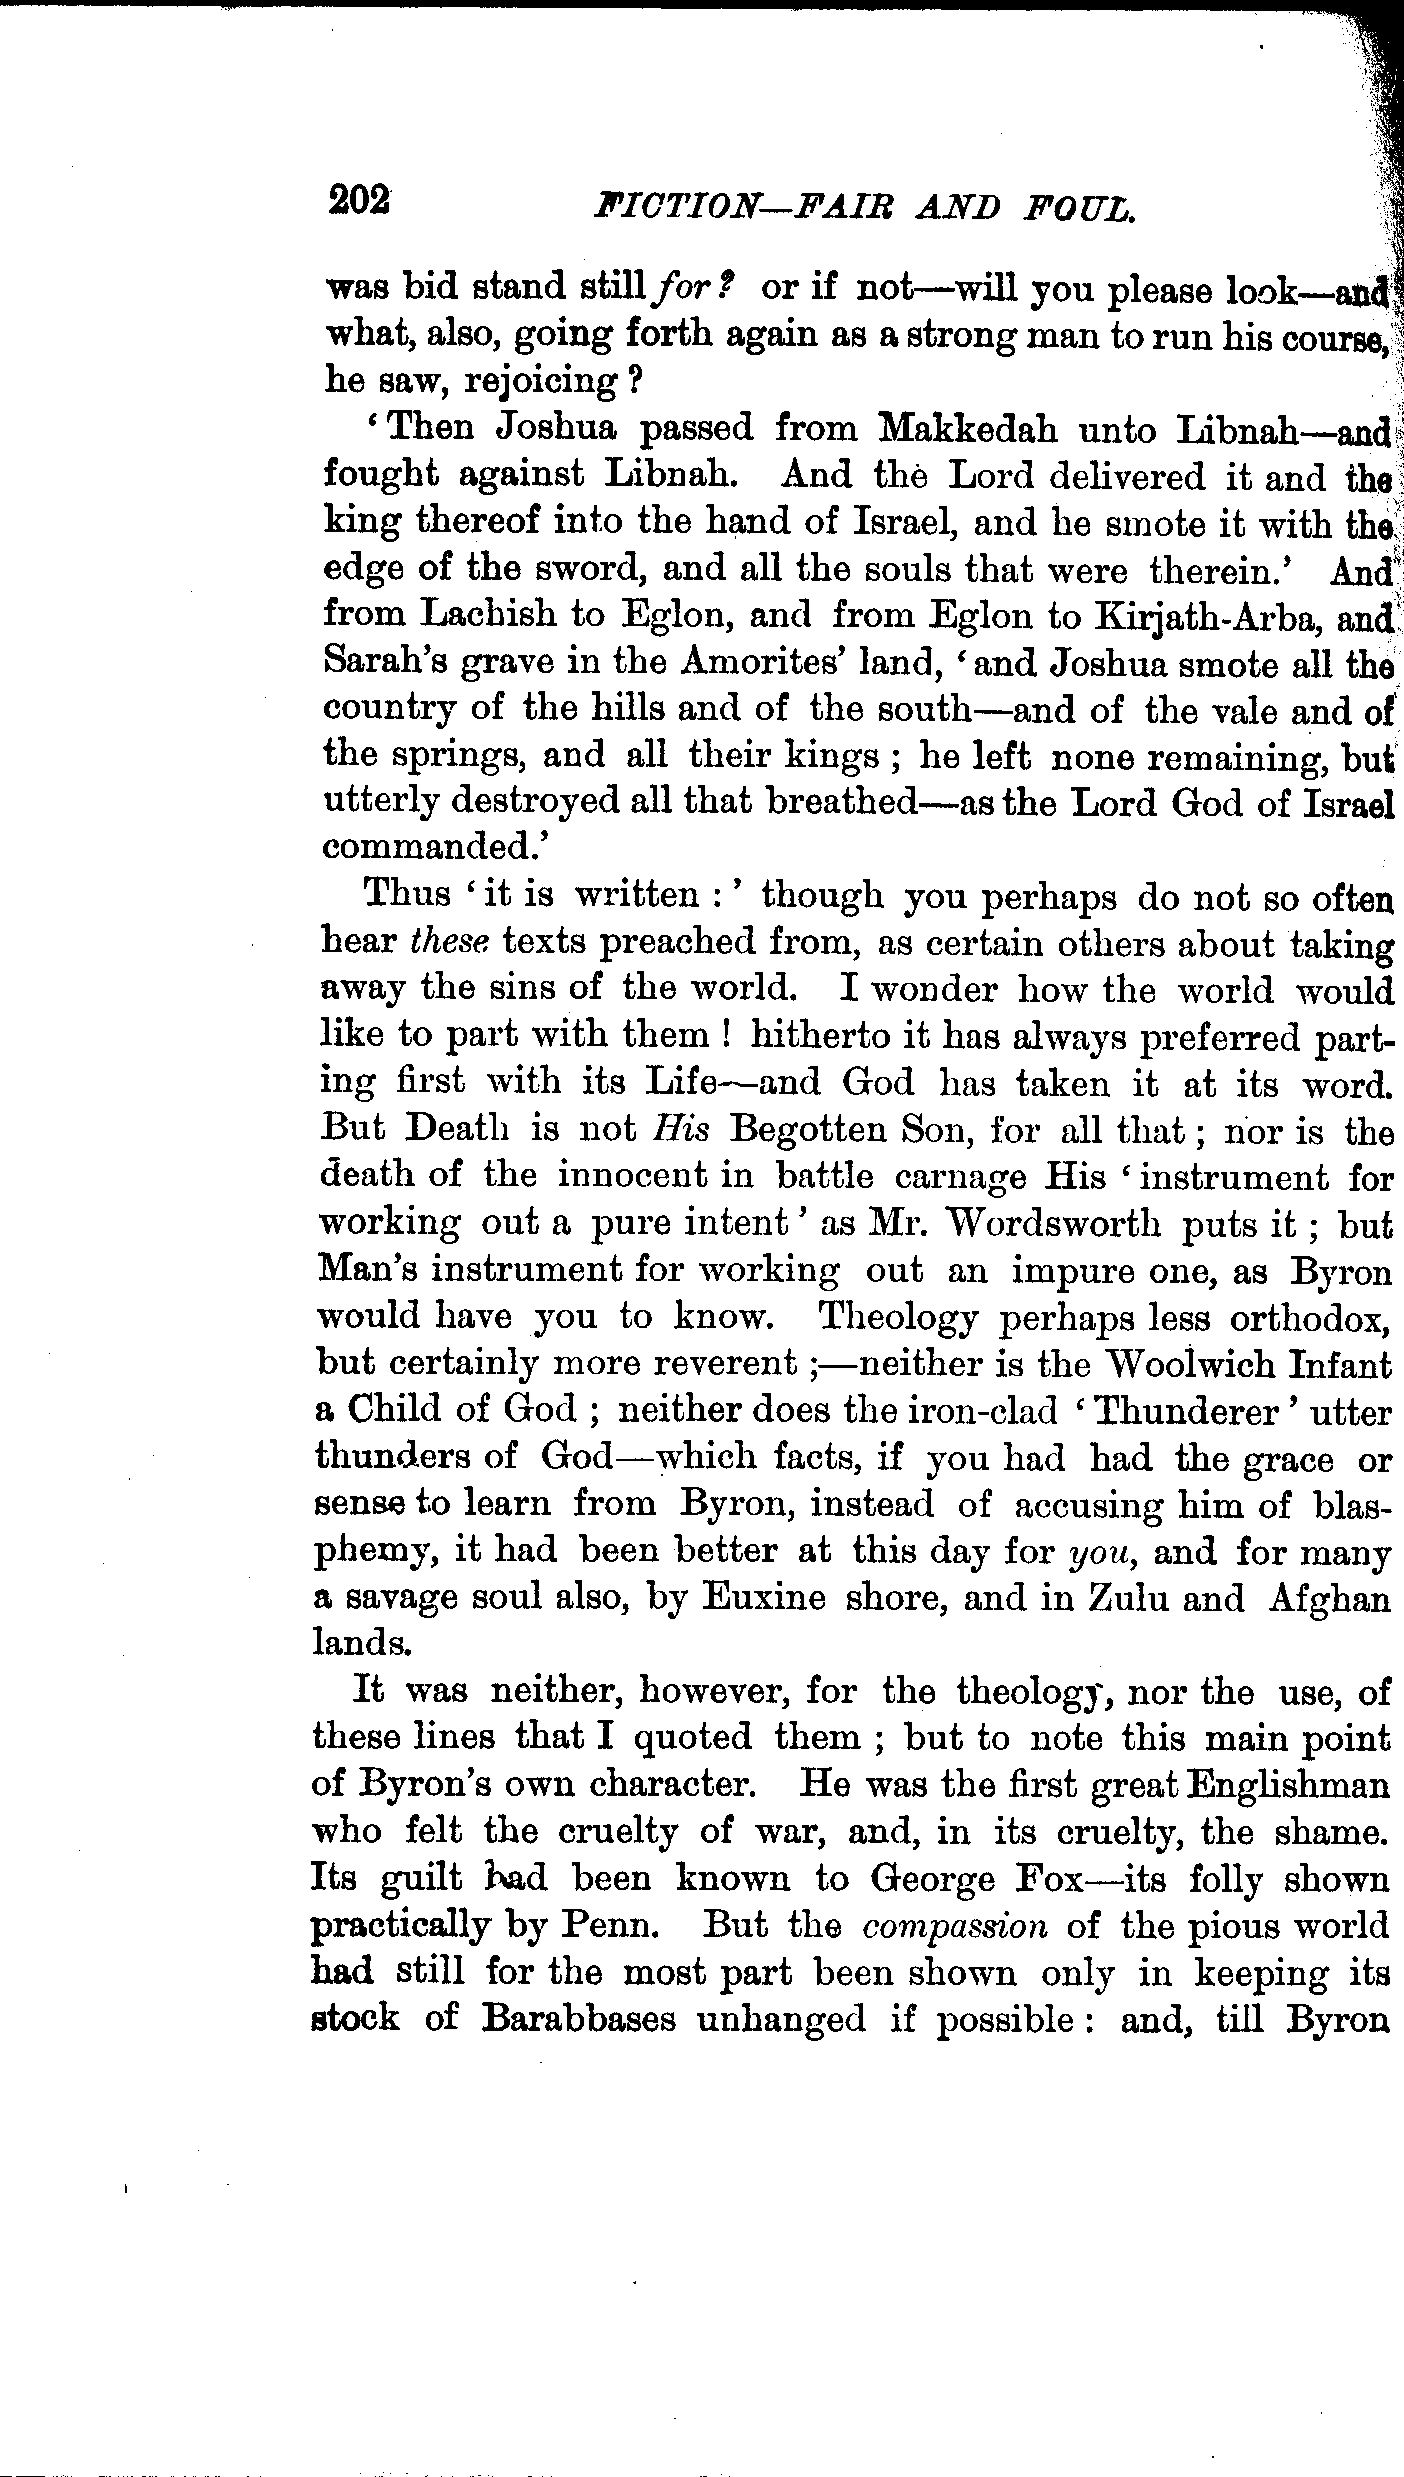 202 FICTION—FAIR AND FOUL.
was bid stand still for? or if not—will you please look—and
what, also, going forth again as a strong man to run his course,
he saw, rejoicing?
‘Then Joshua passed from Makkedah unto Libnah—and
fought against Libnah. And the Lord delivered it and the
king thereof into the hand of Israel, and he smote it with the
edge of the sword, and all the souls that were therein.’ And
from Lachish to Eglon, and from Eglon to Kirjath-Arba, and
Sarah's grave in the Amorites’ land, ‘and Joshua smote all the
country of the hills and of the south—and of the vale and of
the springs, and all their kings; he left none remaining, but
utterly destroyed all that breathed—as the Lord God of Israel
commanded.’
Thus ‘it is written:’ though you perhaps do not so often
hear these texts preached from, as certain others about taking
away the sins of the world. I wonder how the world would
like to part with them! hitherto it has always preferred part-
ing first with its Life—and God has taken it at its word.
But Death is not His Begotten Son, for all that; nor is the
death of the innocent in battle carnage His ‘instrument for
working out a pure intent’ as Mr. Wordsworth puts it; but
Man's instrument for working out an impure one, as Byron
would have you to know. Theology perhaps less orthodox,
but certainly more reverent;—neither is the Woolwich Infant
a Child of God; neither does the iron-clad ‘Thunderer’ utter
thunders of God—which facts, if you had had the grace or
sense to learn from Byron, instead of accusing him of blas-
phemy, it had been better at this day for you, and for many
a savage soul also, by Euxine shore, and in Zulu and Afghan
lands.
It was neither, however, for the theology, nor the use, of
these lines that I quoted them; but to note this main point
of Byron's own character. He was the first great Englishman
who felt the cruelty of war, and, in its cruelty, the shame.
Its guilt had been known to George Fox—its folly shown
practically by Penn. But the compassion of the pious world
had still for the most part been shown only in keeping its
stock of Barabbases unhanged if possible: and, till Byron